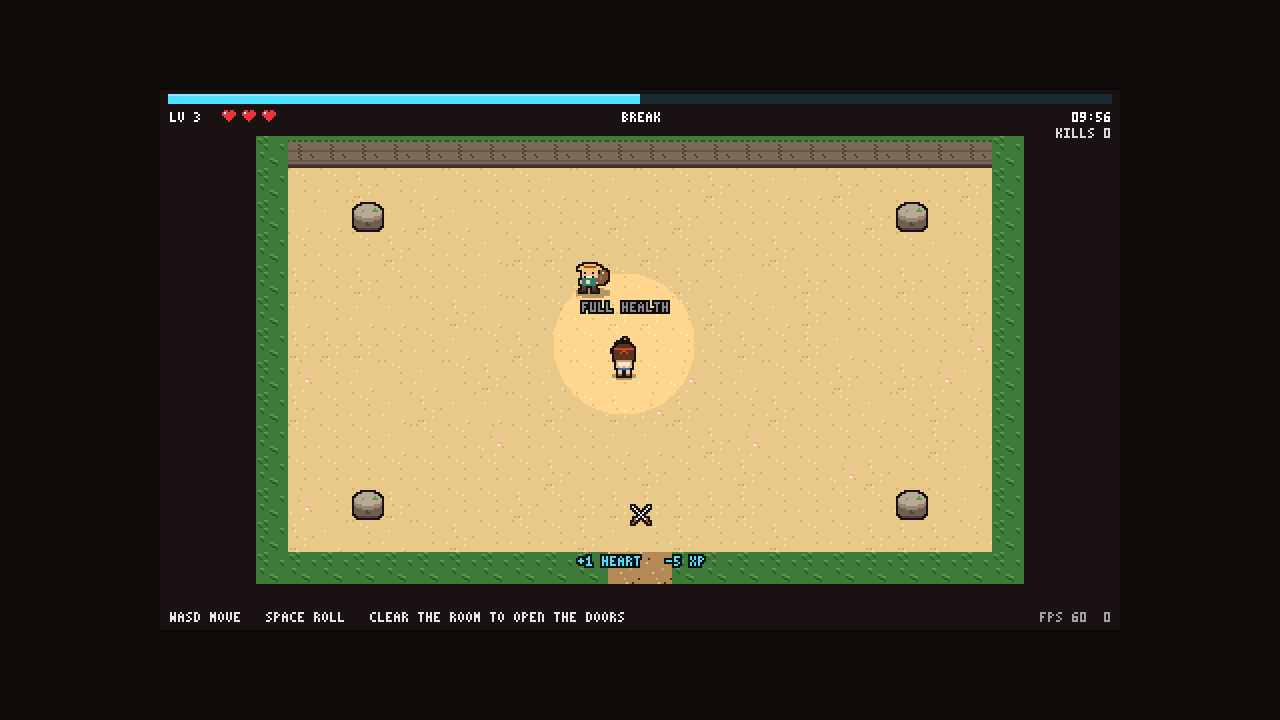 LV 3 BREAK 09:56
KILLS 0
FULL HEALTH
+1 HEART -5 XP
WASD MOVE SPACE ROLL CLEAR THE ROOM TO OPEN THE DOORS FPS 60 0